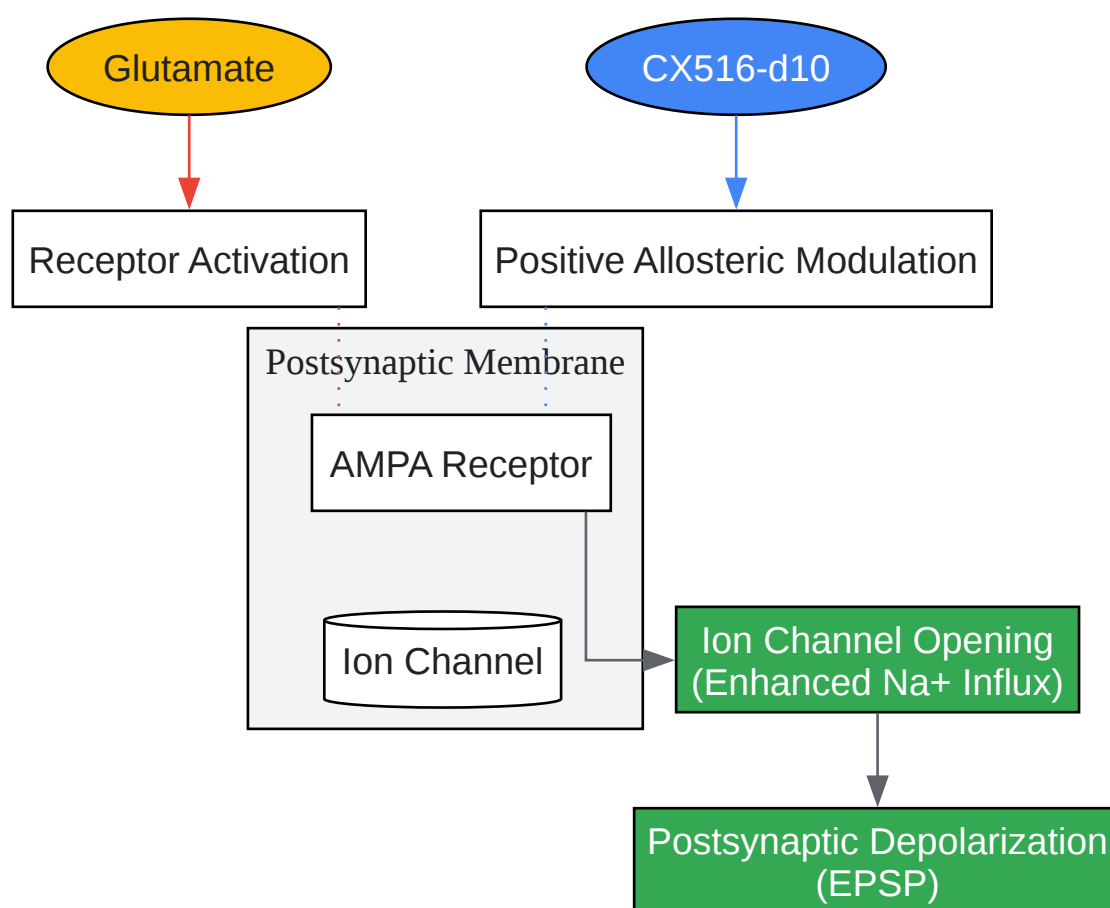 Glutamate
CX516-d10
Receptor Activation
Positive Allosteric Modulation
Postsynaptic Membrane
AMPA Receptor
Ion Channel
Ion Channel Opening
(Enhanced Na+ Influx)
Postsynaptic Depolarization
(EPSP)